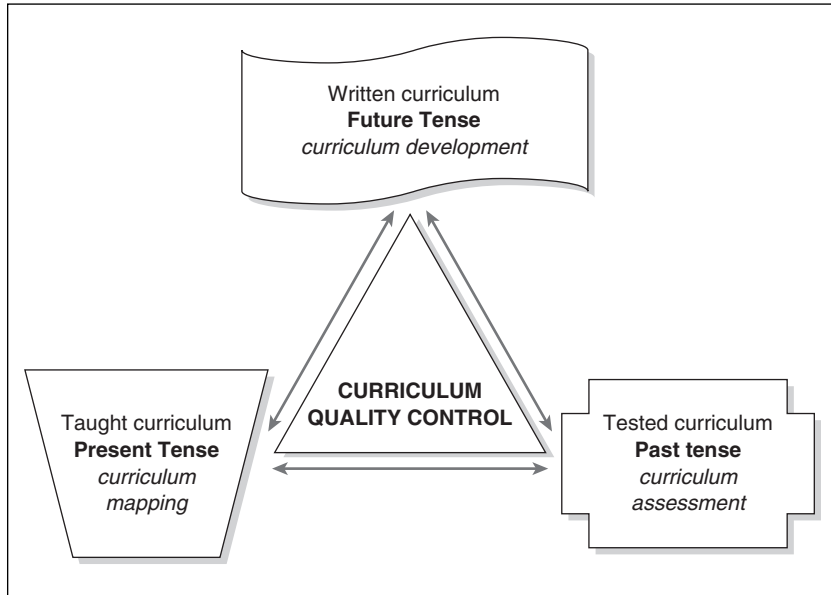 Written curriculum
Future Tense
curriculum development
CURRICULUM
QUALITY CONTROL
Taught curriculum
Present Tense
curriculum
mapping
Tested curriculum
Past tense
curriculum
assessment